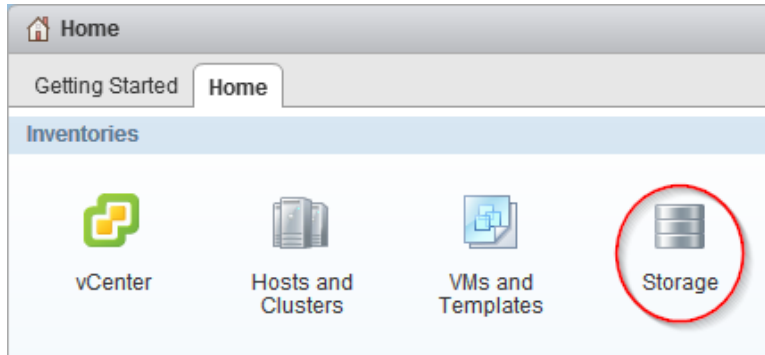 Home
Getting Started
Home
Inventories
vCenter
Hosts and
Clusters
VMs and
Templates
Storage